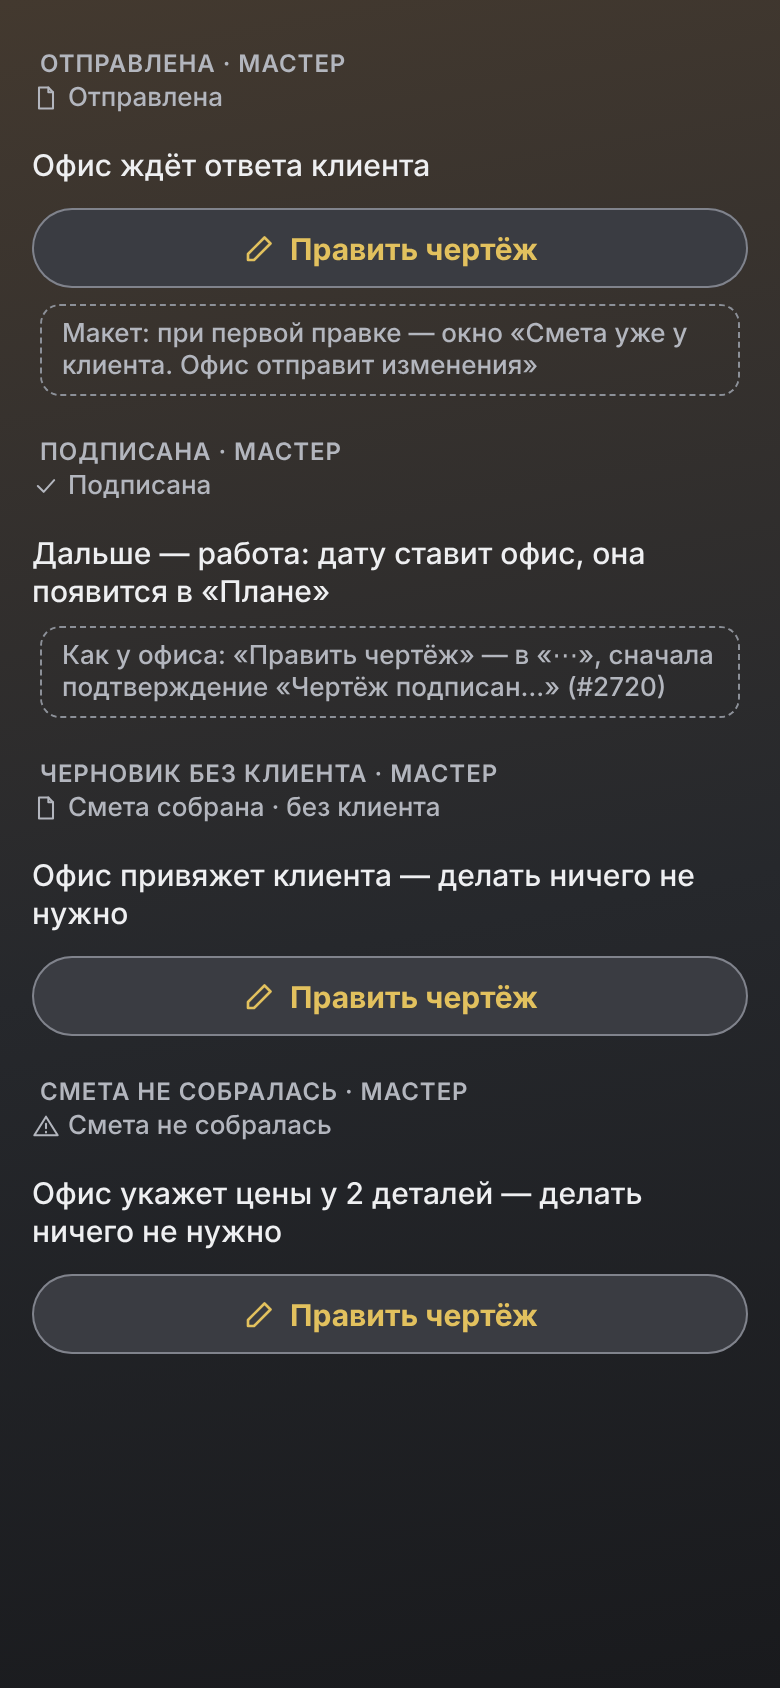 ОТПРАВЛЕНА · МАСТЕР
Отправлена
Офис ждёт ответа клиента
Править чертёж
Макет: при первой правке — окно «Смета уже у
клиента. Офис отправит изменения»
ПОДПИСАНА · МАСТЕР
Подписана
Дальше — работа: дату ставит офис, она
появится в «Плане»
Как у офиса: «Править чертёж» — в «···», сначала
подтверждение «Чертёж подписан…» (#2720)
ЧЕРНОВИК БЕЗ КЛИЕНТА · МАСТЕР
Смета собрана · без клиента
Офис привяжет клиента — делать ничего не
нужно
Править чертёж
СМЕТА НЕ СОБРАЛАСЬ · МАСТЕР
Смета не собралась
Офис укажет цены у 2 деталей — делать
ничего не нужно
Править чертёж